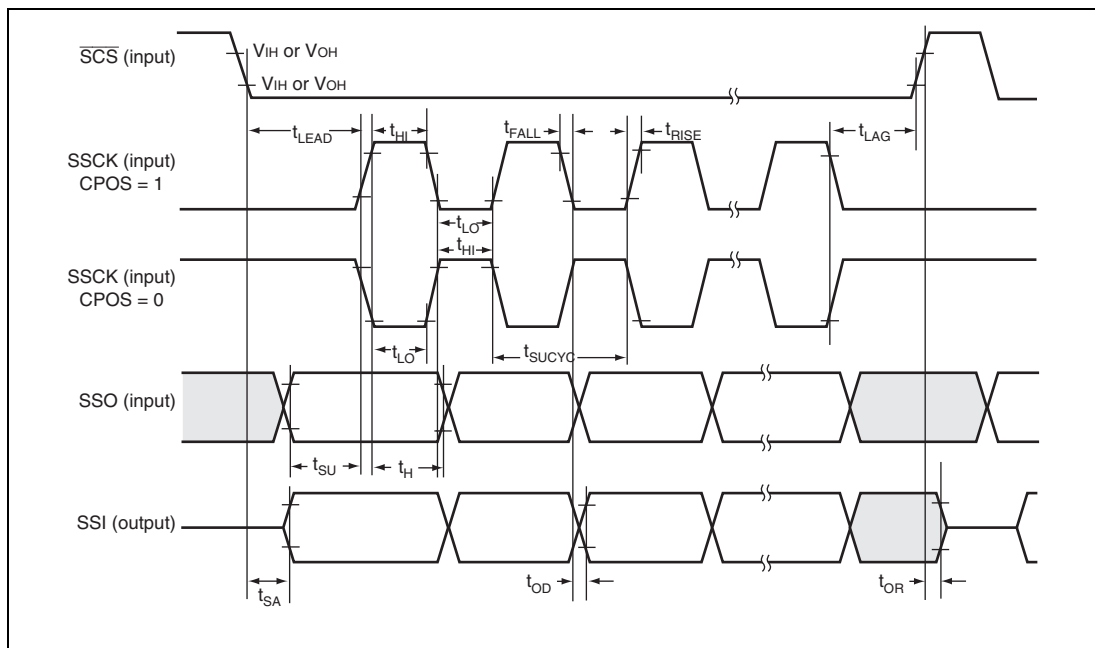 SCS (input)
VIH or VOH
VIH or VOH
tLEAD
tHI
tFALL
tRISE
tLAG
SSCK (input)
CPOS = 1
tLO
tHI
SSCK (input)
CPOS = 0
tLO
tSUCYC
SSO (input)
tSU
tH
SSI (output)
tSA
tOD
tOR